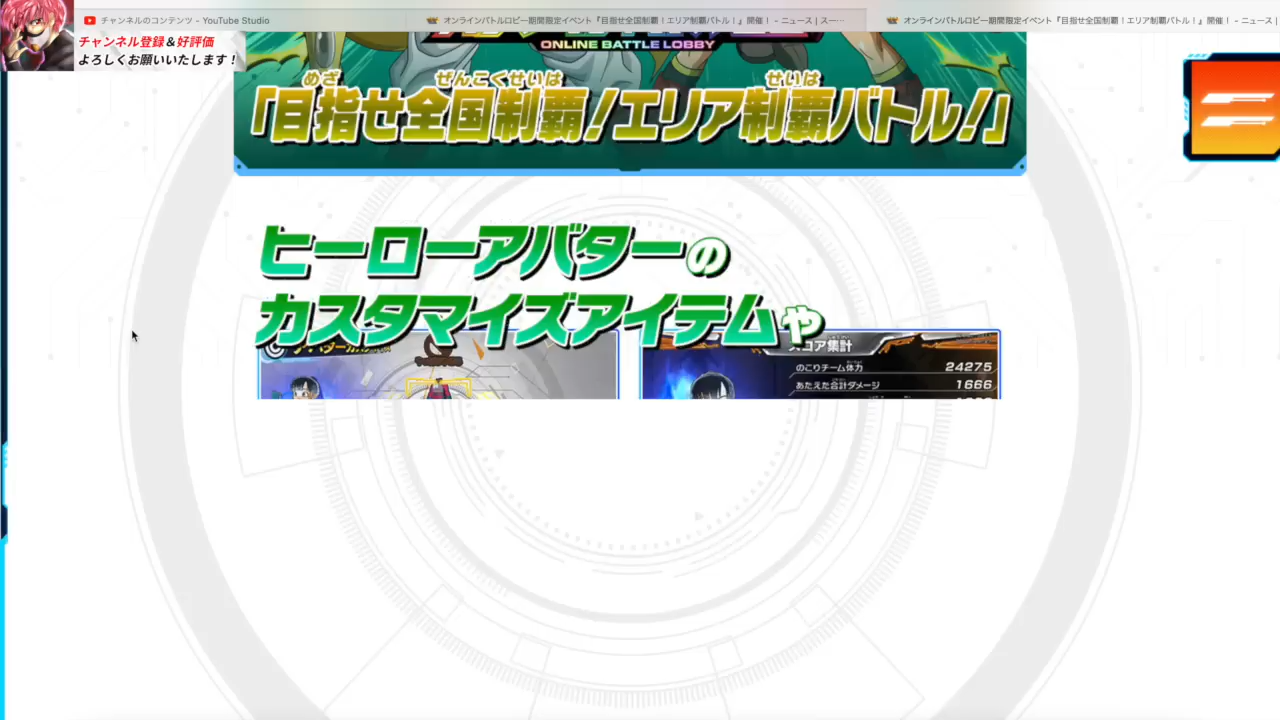 チャンネルのコンテンツ - YouTube Studio
オンラインバトルロビー期間限定イベント『目指せ全国制覇！エリア制覇バトル！』開催！ - ニュース | スー…
オンラインバトルロビー期間限定イベント『目指せ全国制覇！エリア制覇バトル！』開催！ - ニュース |
チャンネル登録＆好評価
よろしくお願いいたします！
ONLINE BATTLE LOBBY
めざ ぜんこくせいは せいは
「目指せ全国制覇！エリア制覇バトル！」
ヒーローアバターの
カスタマイズアイテムや
スコア集計
のこりチーム体力 24275
あたえた合計ダメージ 1666